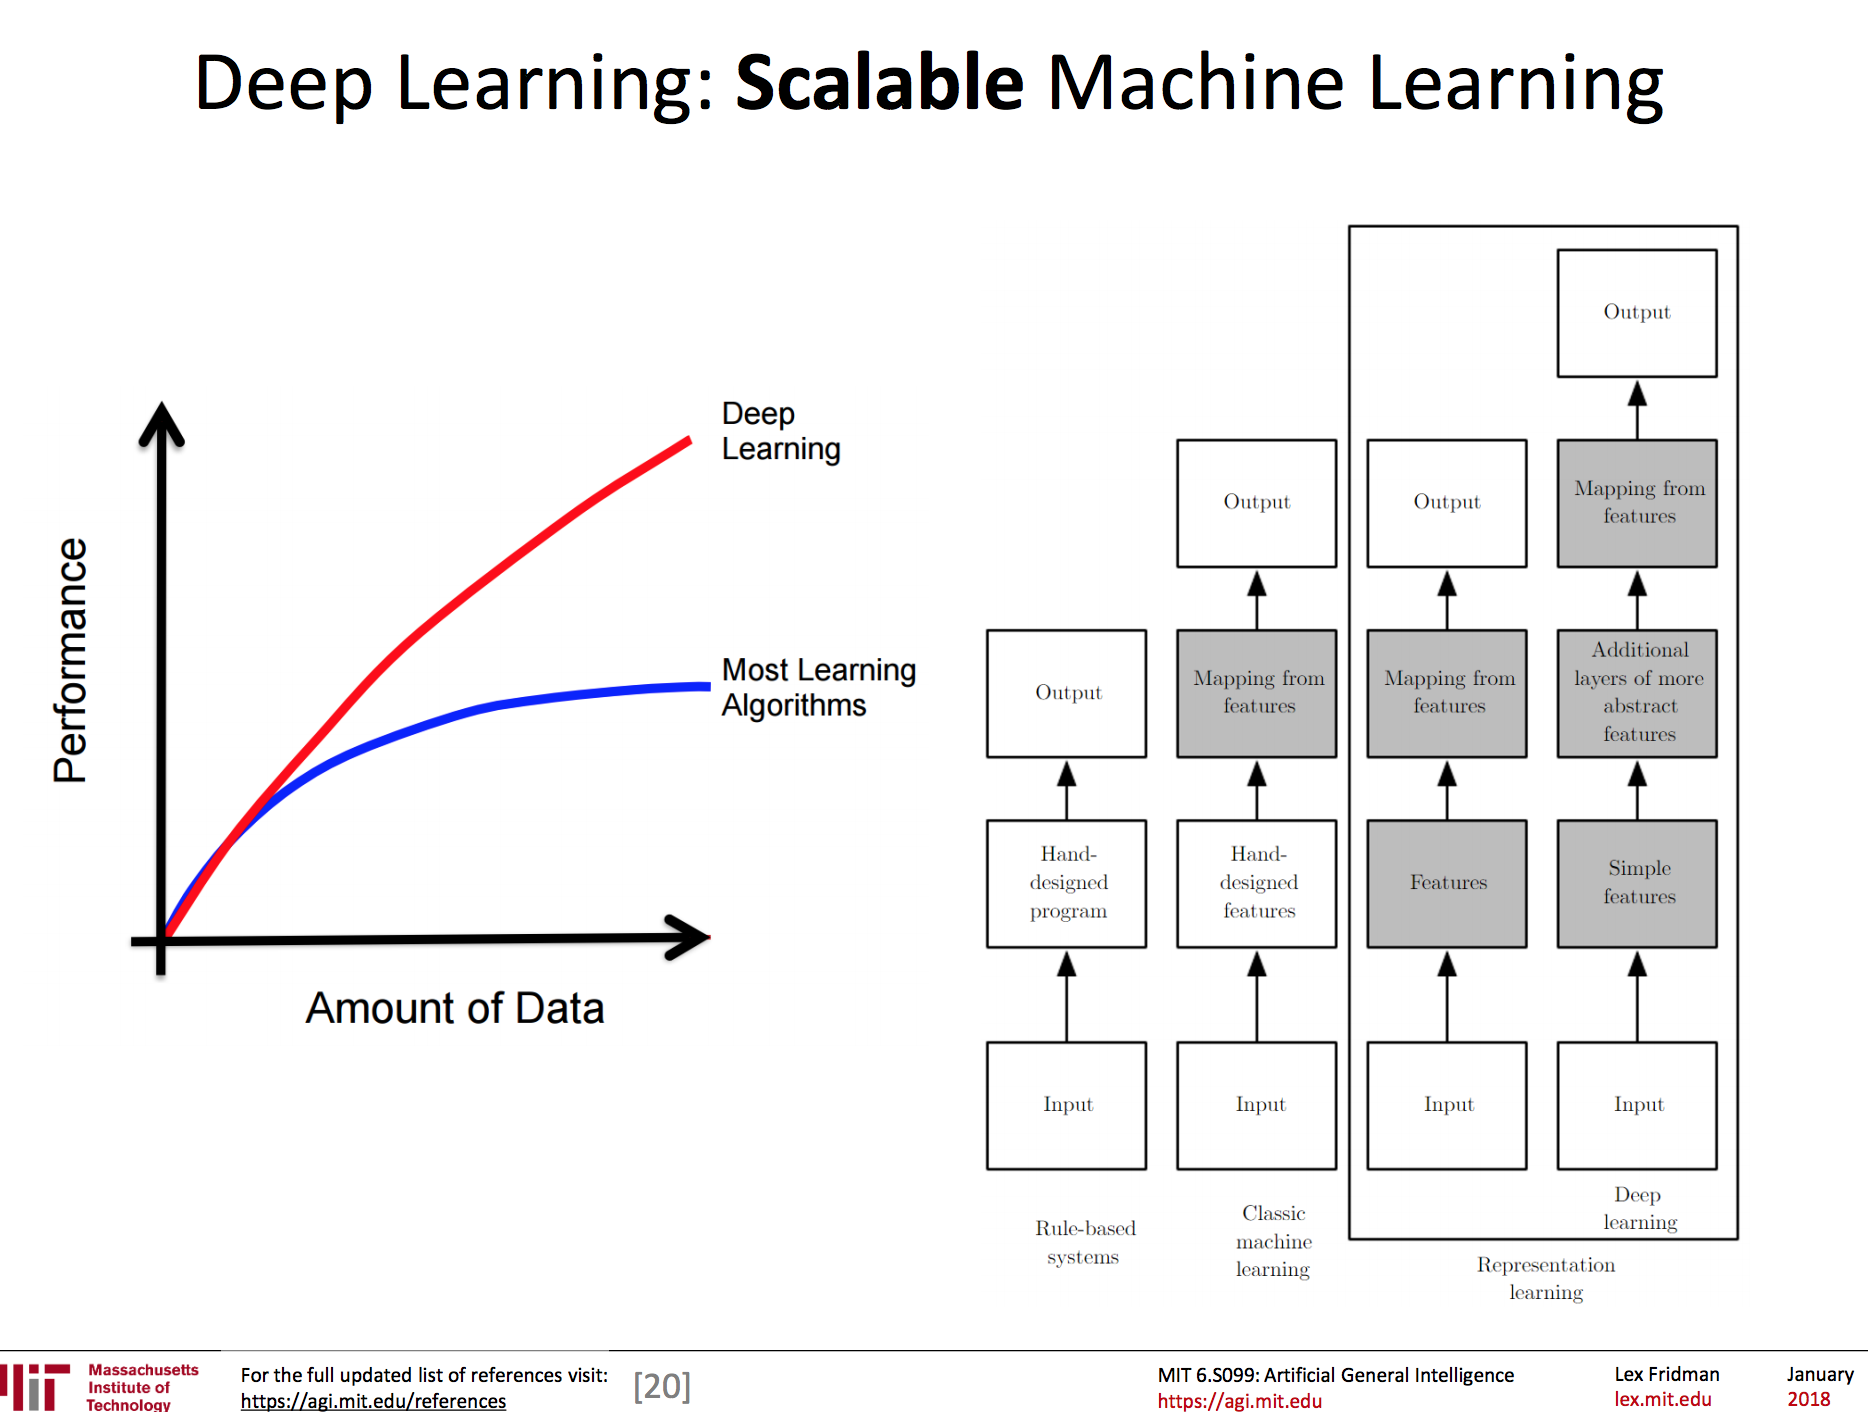 Deep Learning: Scalable Machine Learning
Performance
Deep
Learning
Most Learning
Algorithms
Amount of Data
Output
Hand-
designed
program
Input
Rule-based
systems
Output
Mapping from
features
Hand-
designed
features
Input
Classic
machine
learning
Output
Mapping from
features
Features
Input
Output
Mapping from
features
Additional
layers of more
abstract
features
Simple
features
Input
Deep
learning
Representation
learning
Massachusetts
Institute of
Technology
For the full updated list of references visit:
https://agi.mit.edu/references
[20]
MIT 6.S099: Artificial General Intelligence
https://agi.mit.edu
Lex Fridman
lex.mit.edu
January
2018